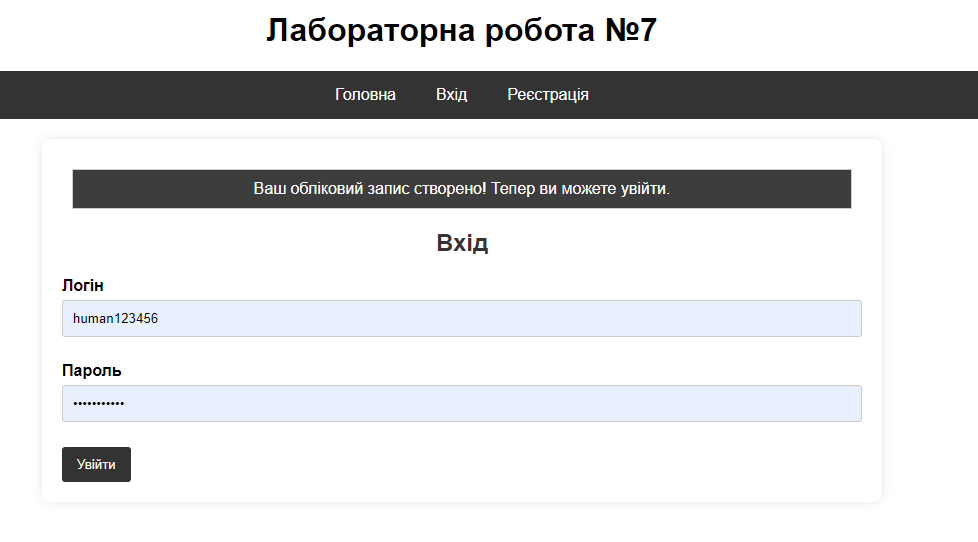 Лабораторна робота №7
Головна Вхід Реєстрація
Ваш обліковий запис створено! Тепер ви можете увійти.
Вхід
Логін
human123456
Пароль
•••••••••••
Увійти